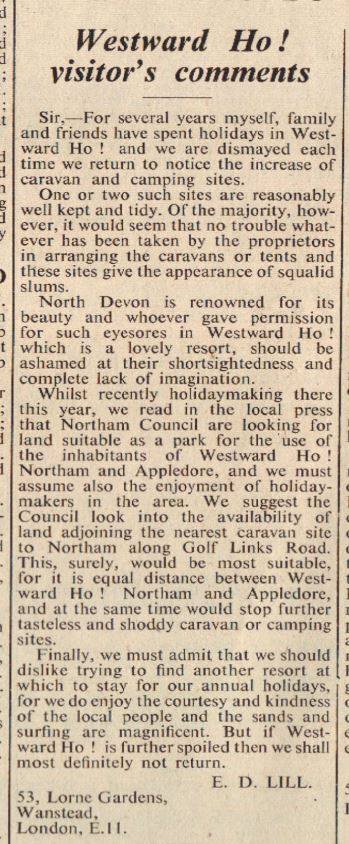 Westward Ho!
visitor's comments
Sir,—For several years myself, family
and friends have spent holidays in West-
ward Ho ! and we are dismayed each
time we return to notice the increase of
caravan and camping sites.
One or two such sites are reasonably
well kept and tidy. Of the majority, how-
ever, it would seem that no trouble what-
ever has been taken by the proprietors
in arranging the caravans or tents and
these sites give the appearance of squalid
slums.
North Devon is renowned for its
beauty and whoever gave permission
for such eyesores in Westward Ho !
which is a lovely resort, should be
ashamed at their shortsightedness and
complete lack of imagination.
Whilst recently holidaymaking there
this year, we read in the local press
that Northam Council are looking for
land suitable as a park for the use of
the inhabitants of Westward Ho !
Northam and Appledore, and we must
assume also the enjoyment of holiday-
makers in the area. We suggest the
Council look into the availability of
land adjoining the nearest caravan site
to Northam along Golf Links Road.
This, surely, would be most suitable,
for it is equal distance between West-
ward Ho ! Northam and Appledore,
and at the same time would stop further
tasteless and shoddy caravan or camping
sites.
Finally, we must admit that we should
dislike trying to find another resort at
which to stay for our annual holidays,
for we do enjoy the courtesy and kindness
of the local people and the sands and
surfing are magnificent. But if West-
ward Ho ! is further spoiled then we shall
most definitely not return.
E. D. LILL.
53, Lorne Gardens,
Wanstead,
London, E.11.